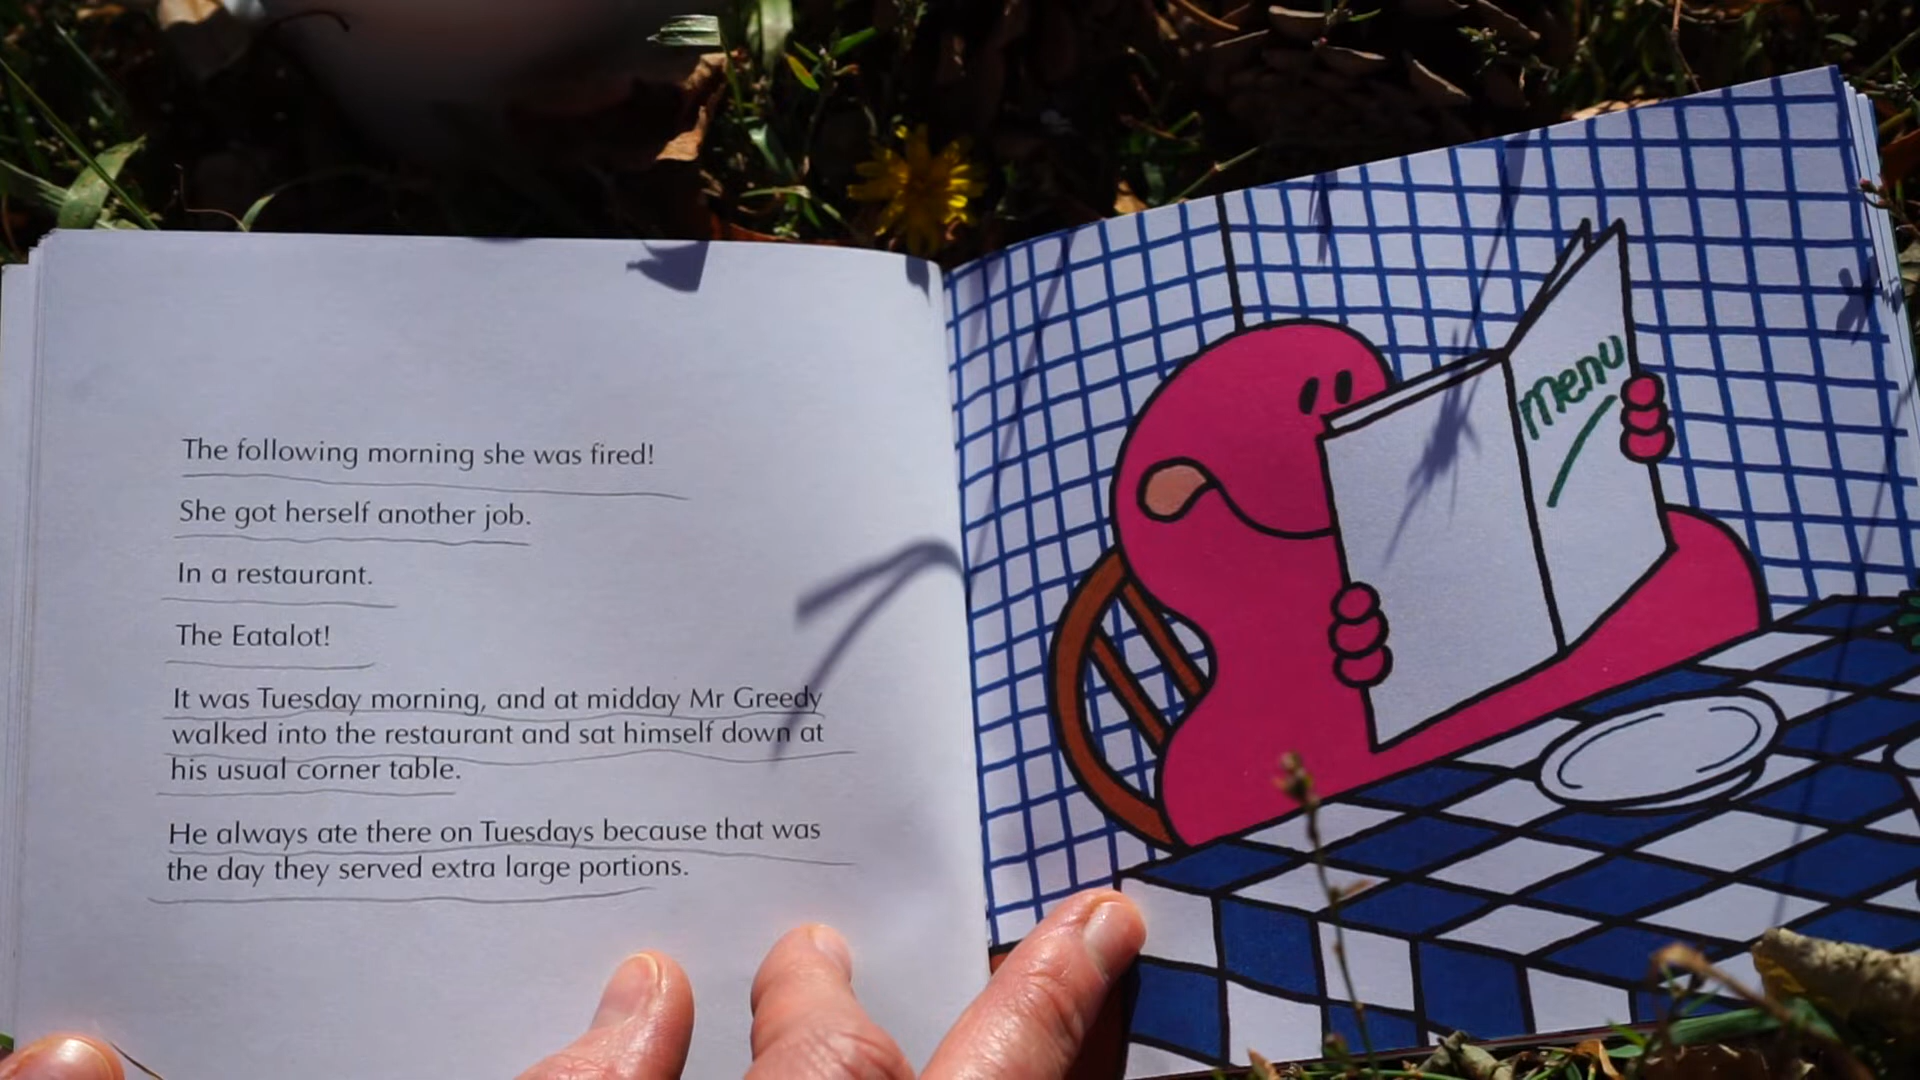 The following morning she was fired!
She got herself another job.
In a restaurant.
The Eatalot!
It was Tuesday morning, and at midday Mr Greedy
walked into the restaurant and sat himself down at
his usual corner table.
He always ate there on Tuesdays because that was
the day they served extra large portions.
menu